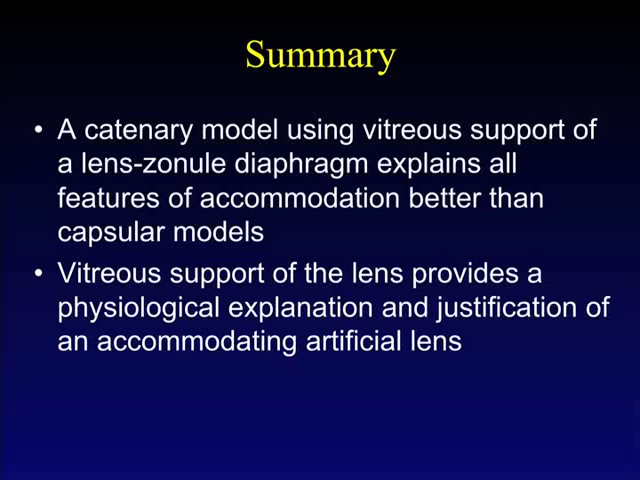 Summary
• A catenary model using vitreous support of
a lens-zonule diaphragm explains all
features of accommodation better than
capsular models
• Vitreous support of the lens provides a
physiological explanation and justification of
an accommodating artificial lens